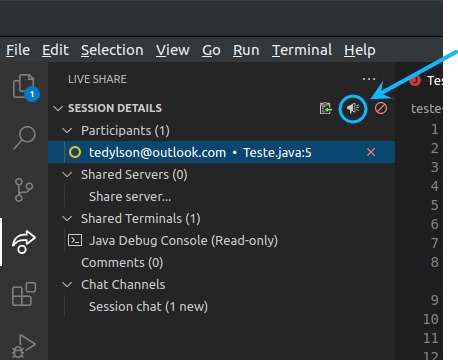 File Edit Selection View Go Run Terminal Help
LIVE SHARE ...
1
SESSION DETAILS
Participants (1)
tedylson@outlook.com • Teste.java:5
Shared Servers (0)
Share server...
Shared Terminals (1)
Java Debug Console (Read-only)
Comments (0)
Chat Channels
Session chat (1 new)
J Te
teste
1
2
3
4
5
6
7
8
9
10
11
12